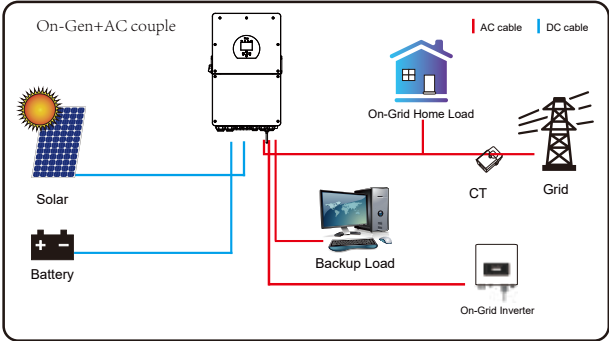 On-Gen+AC couple
AC cable
DC cable
On-Grid Home Load
Solar
CT
Grid
Battery
Backup Load
On-Grid Inverter